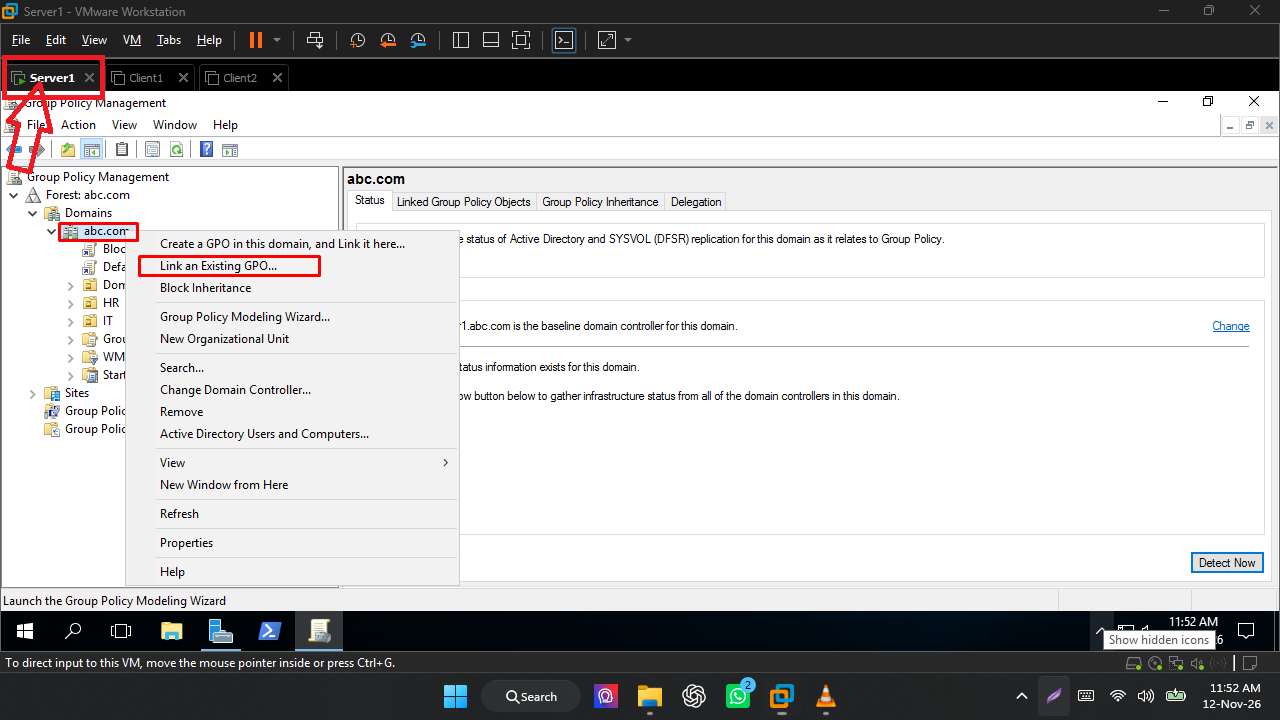 Server1 - VMware Workstation
File Edit View VM Tabs Help
Server1 Client1 Client2
Group Policy Management
File Action View Window Help
Group Policy Management
Forest: abc.com
Domains
abc.com
HR
IT
Sites
Create a GPO in this domain, and Link it here...
Link an Existing GPO...
Block Inheritance
Group Policy Modeling Wizard...
New Organizational Unit
Search...
Change Domain Controller...
Remove
Active Directory Users and Computers...
View
New Window from Here
Refresh
Properties
Help
abc.com
Status Linked Group Policy Objects Group Policy Inheritance Delegation
status of Active Directory and SYSVOL (DFSR) replication for this domain as it relates to Group Policy.
1.abc.com is the baseline domain controller for this domain. Change
information exists for this domain.
button below to gather infrastructure status from all of the domain controllers in this domain.
Detect Now
Launch the Group Policy Modeling Wizard
11:52 AM
Show hidden icons
To direct input to this VM, move the mouse pointer inside or press Ctrl+G.
Search
2
11:52 AM
12-Nov-26